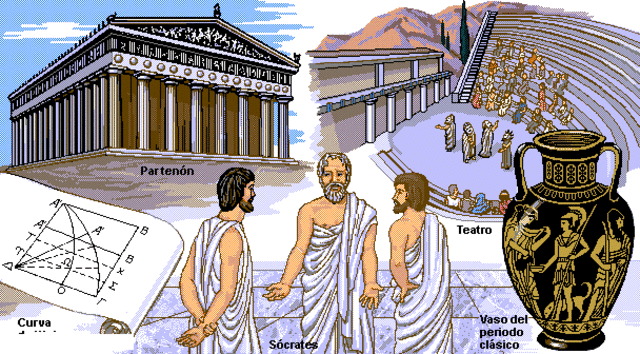 Partenón
Teatro
A
B
A
B
Δ
x
Σ
Γ
Curva
Sócrates
Vaso del
periodo
clásico